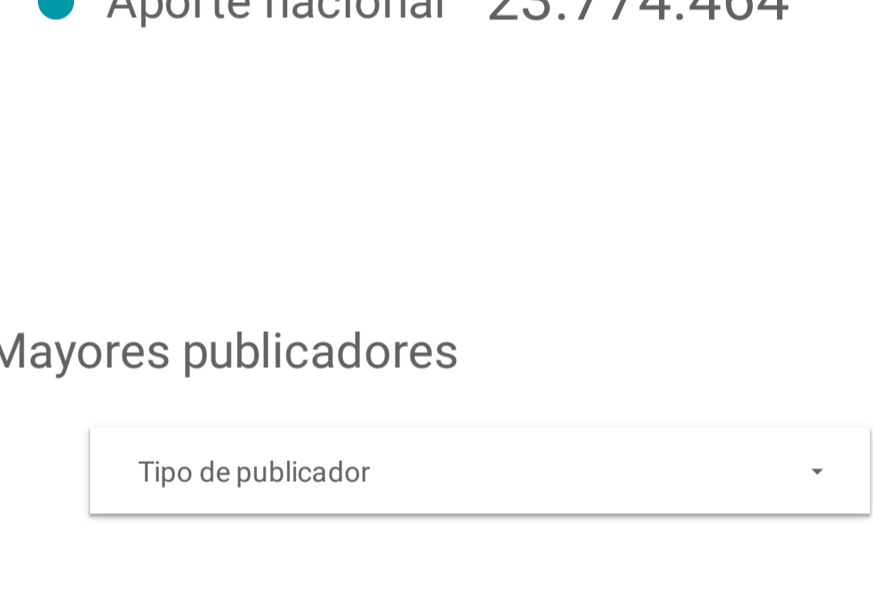 Aporte nacional 23.774.464
Mayores publicadores
Tipo de publicador